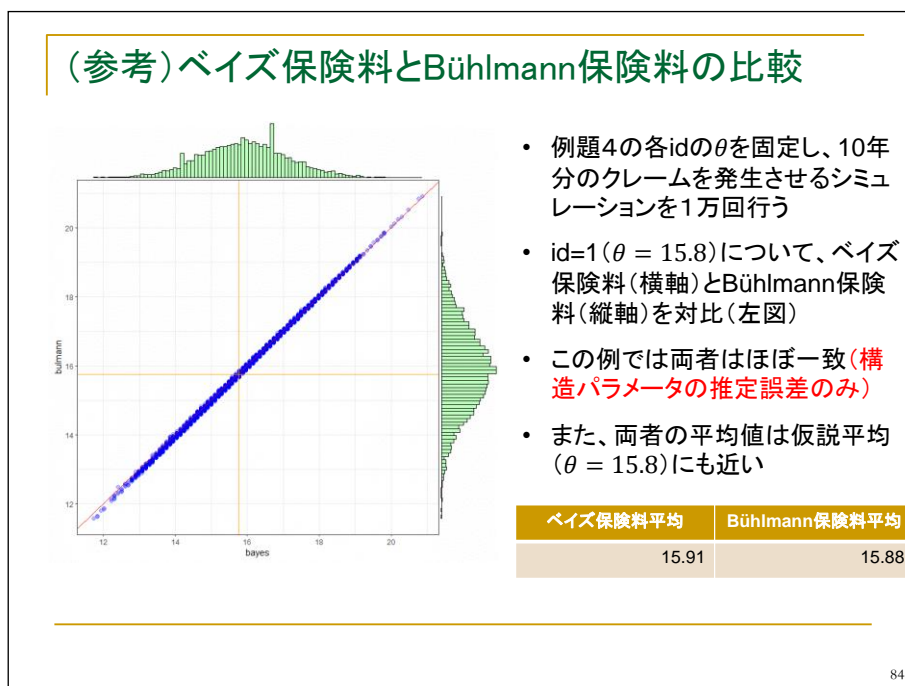 （参考）ベイズ保険料とBühlmann保険料の比較
• 例題４の各idの𝜃を固定し、10年
分のクレームを発生させるシミュ
レーションを１万回行う
• id=1（𝜃 = 15.8）について、ベイズ
保険料（横軸）とBühlmann保険
料（縦軸）を対比（左図）
• この例では両者はほぼ一致（構
造パラメータの推定誤差のみ）
• また、両者の平均値は仮説平均
（𝜃 = 15.8）にも近い
20
18
16
14
12
bulmann
12 14 16 18 20
bayes
ベイズ保険料平均 Bühlmann保険料平均
15.91 15.88
84